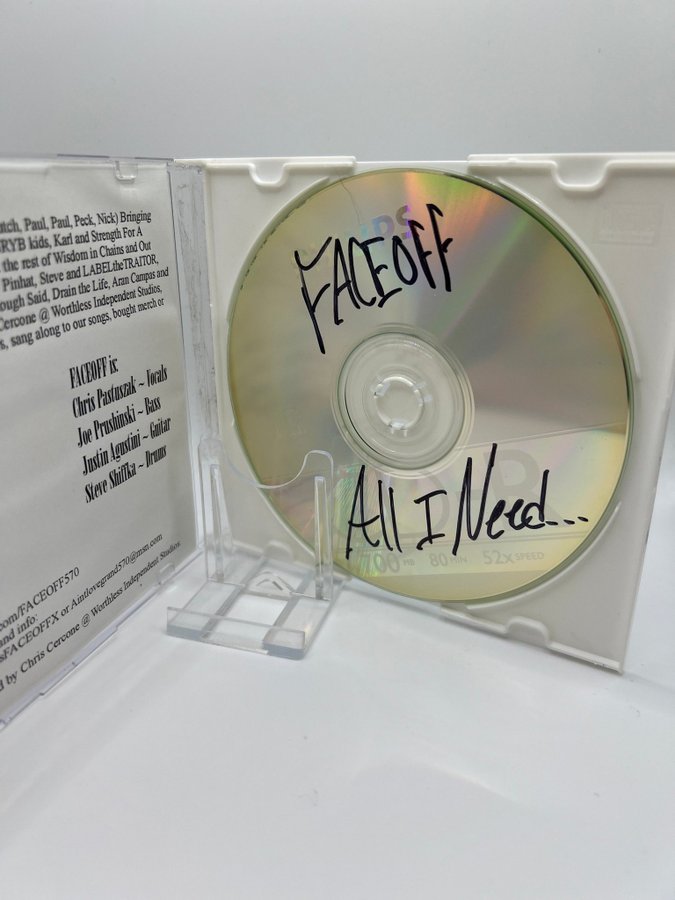 atch, Paul, Paul, Peck, Nick) Bringing
RYB kids, Karl and Strength For A
the rest of Wisdom in Chains and Out
Pinhat, Steve and LABELtheTRAITOR,
ough Said, Drain the Life, Aran Campas and
Cercone @ Worthless Independent Studios,
s, sang along to our songs, bought merch or
FACEOFF is:
Chris Pastuszak ~ Vocals
Joe Prushinski ~ Bass
Justin Agustini ~ Guitar
Steve Shiffka ~ Drums
com/FACEOFF570
and info:
sFACEOFFX or Aintlovegrand570@msn.com
d by Chris Cercone @ Worthless Independent Studios
FACEOFF
All I Need...
700 MB 80 MIN 52x SPEED